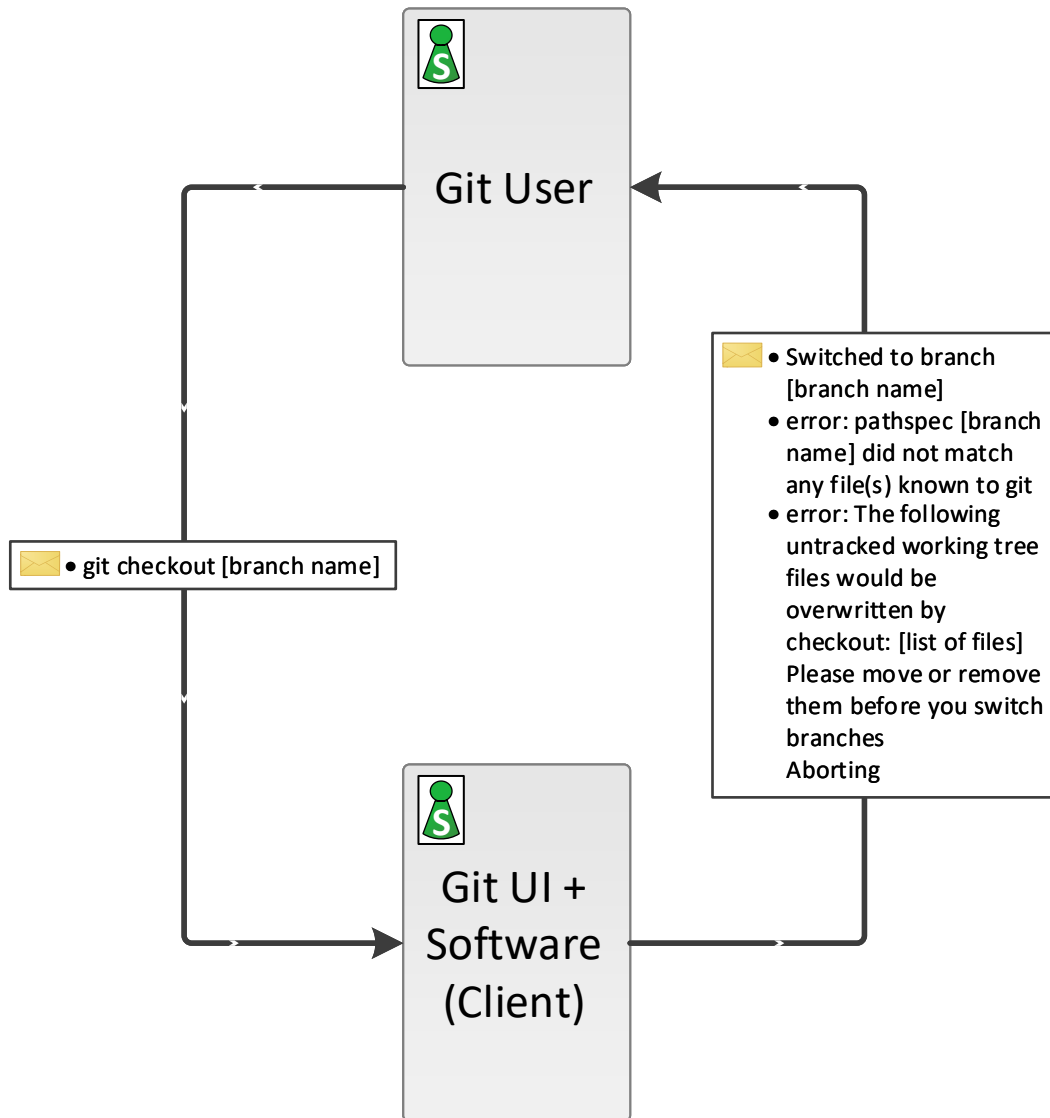 S
Git User
• Switched to branch
[branch name]
• error: pathspec [branch
name] did not match
any file(s) known to git
• error: The following
untracked working tree
files would be
overwritten by
checkout: [list of files]
Please move or remove
them before you switch
branches
Aborting
• git checkout [branch name]
S
Git UI +
Software
(Client)